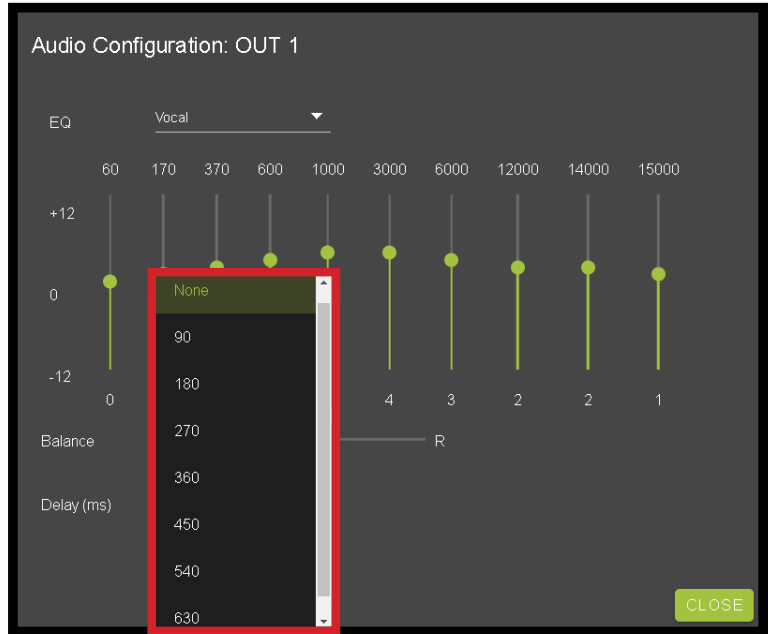 Audio Configuration: OUT 1
EQ
Vocal
60 170 370 600 1000 3000 6000 12000 14000 15000
+12
0
-12
0 4 3 2 2 1
Balance R
Delay (ms)
None
90
180
270
360
450
540
630
CLOSE